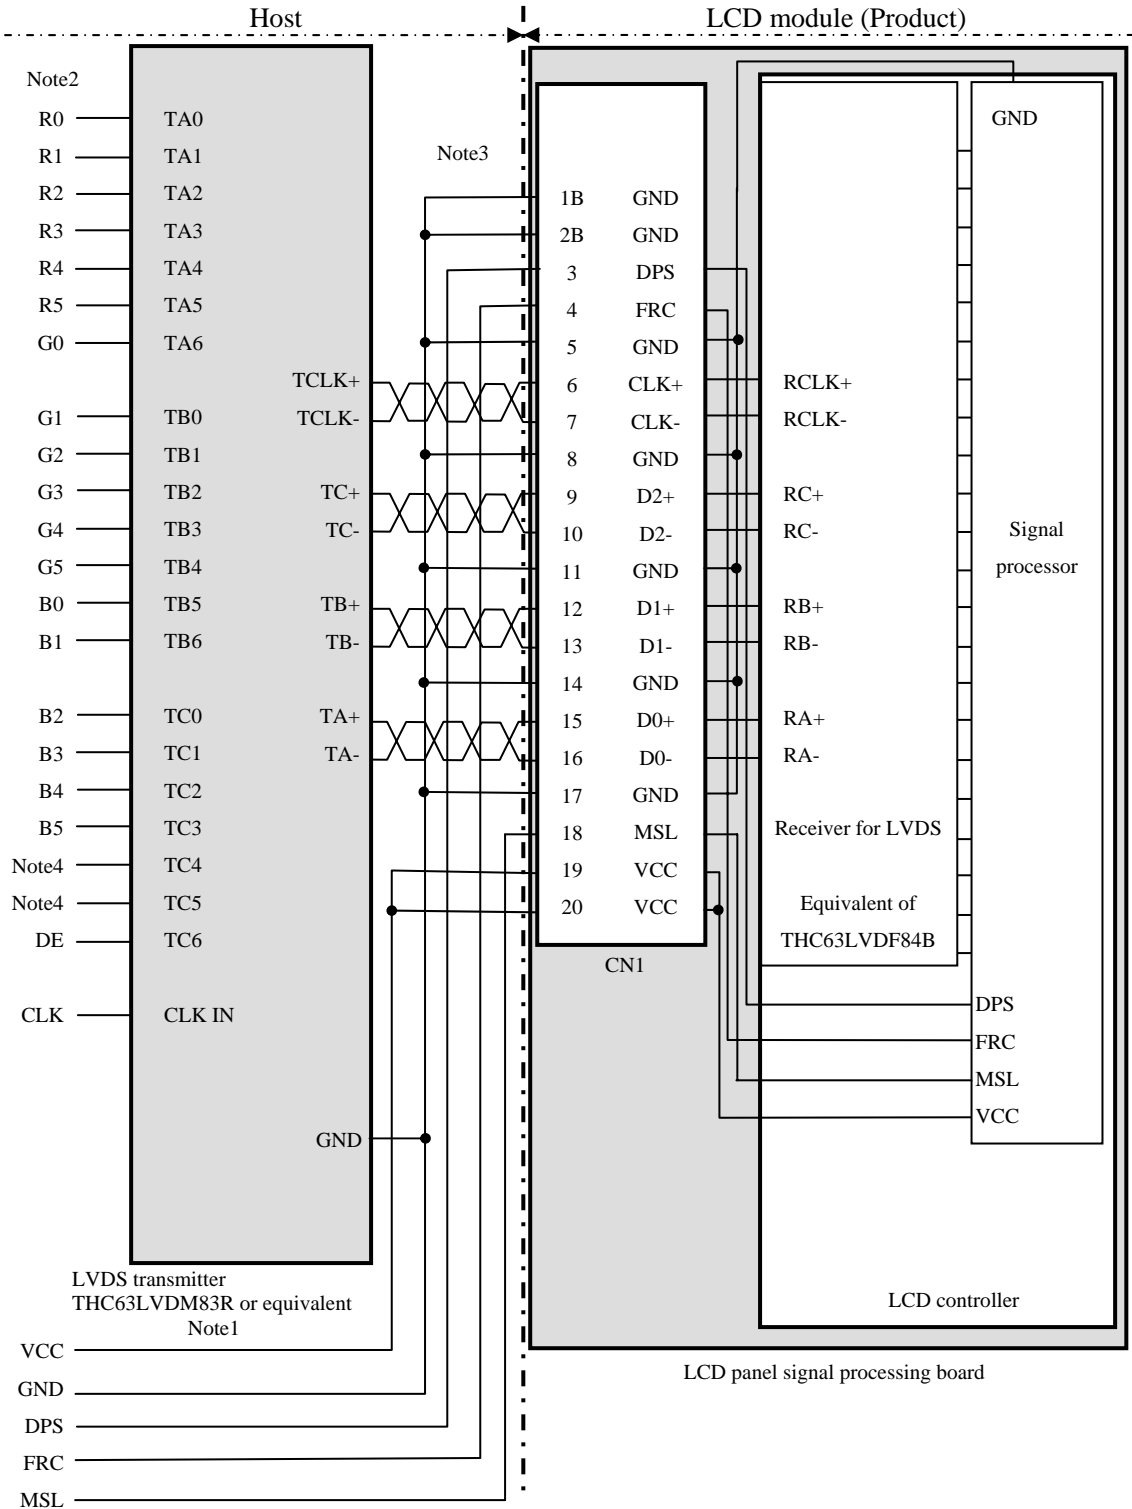 Host
LCD module (Product)
Note2
R0 TA0
R1 TA1
R2 TA2
R3 TA3
R4 TA4
R5 TA5
G0 TA6
G1 TB0
G2 TB1
G3 TB2
G4 TB3
G5 TB4
B0 TB5
B1 TB6
B2 TC0
B3 TC1
B4 TC2
B5 TC3
Note4 TC4
Note4 TC5
DE TC6
CLK CLK IN
TCLK+
TCLK-
TC+
TC-
TB+
TB-
TA+
TA-
GND
LVDS transmitter
THC63LVDM83R or equivalent
Note1
VCC
GND
DPS
FRC
MSL
Note3
1B GND
2B GND
3 DPS
4 FRC
5 GND
6 CLK+
7 CLK-
8 GND
9 D2+
10 D2-
11 GND
12 D1+
13 D1-
14 GND
15 D0+
16 D0-
17 GND
18 MSL
19 VCC
20 VCC
CN1
RCLK+
RCLK-
RC+
RC-
RB+
RB-
RA+
RA-
Receiver for LVDS
Equivalent of
THC63LVDF84B
GND
Signal
processor
DPS
FRC
MSL
VCC
LCD controller
LCD panel signal processing board